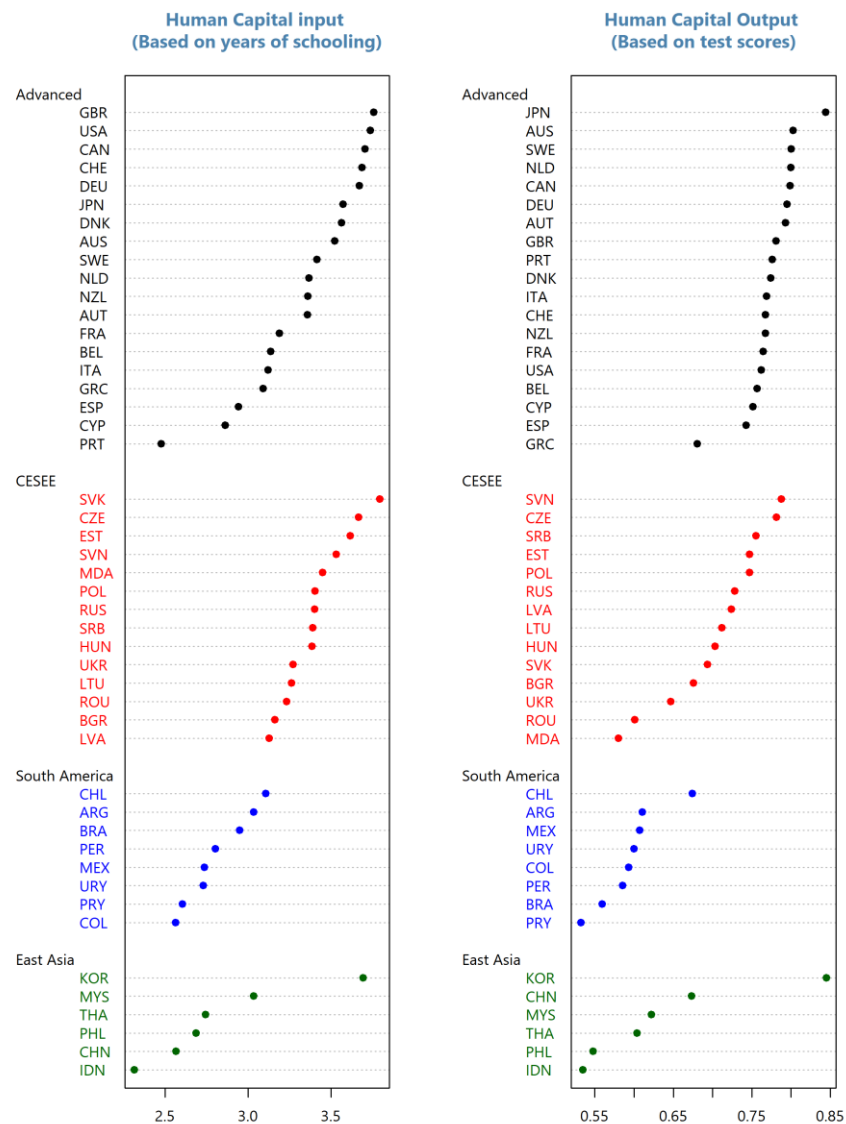 Human Capital input
(Based on years of schooling)
Advanced
GBR
USA
CAN
CHE
DEU
JPN
DNK
AUS
SWE
NLD
NZL
AUT
FRA
BEL
ITA
GRC
ESP
CYP
PRT
CESEE
SVK
CZE
EST
SVN
MDA
POL
RUS
SRB
HUN
UKR
LTU
ROU
BGR
LVA
South America
CHL
ARG
BRA
PER
MEX
URY
PRY
COL
East Asia
KOR
MYS
THA
PHL
CHN
IDN
2.5 3.0 3.5
Human Capital Output
(Based on test scores)
Advanced
JPN
AUS
SWE
NLD
CAN
DEU
AUT
GBR
PRT
DNK
ITA
CHE
NZL
FRA
USA
BEL
CYP
ESP
GRC
CESEE
SVN
CZE
SRB
EST
POL
RUS
LVA
LTU
HUN
SVK
BGR
UKR
ROU
MDA
South America
CHL
ARG
MEX
URY
COL
PER
BRA
PRY
East Asia
KOR
CHN
MYS
THA
PHL
IDN
0.55 0.65 0.75 0.85